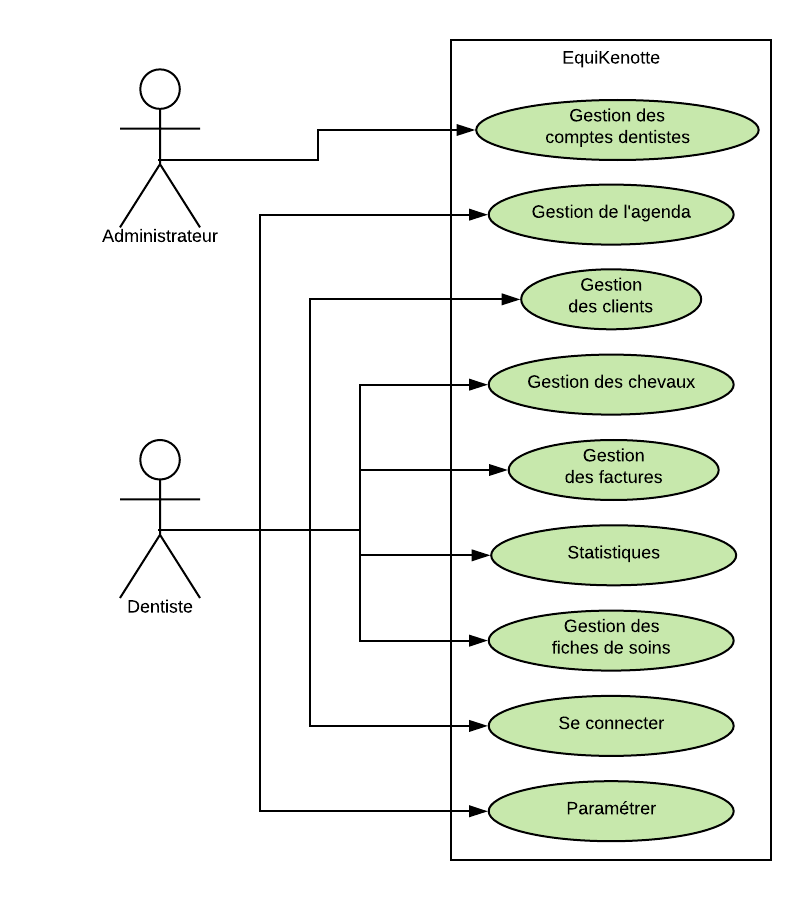 EquiKenotte
Gestion des
comptes dentistes
Administrateur
Gestion de l'agenda
Gestion
des clients
Gestion des chevaux
Gestion
des factures
Statistiques
Dentiste
Gestion des
fiches de soins
Se connecter
Paramétrer